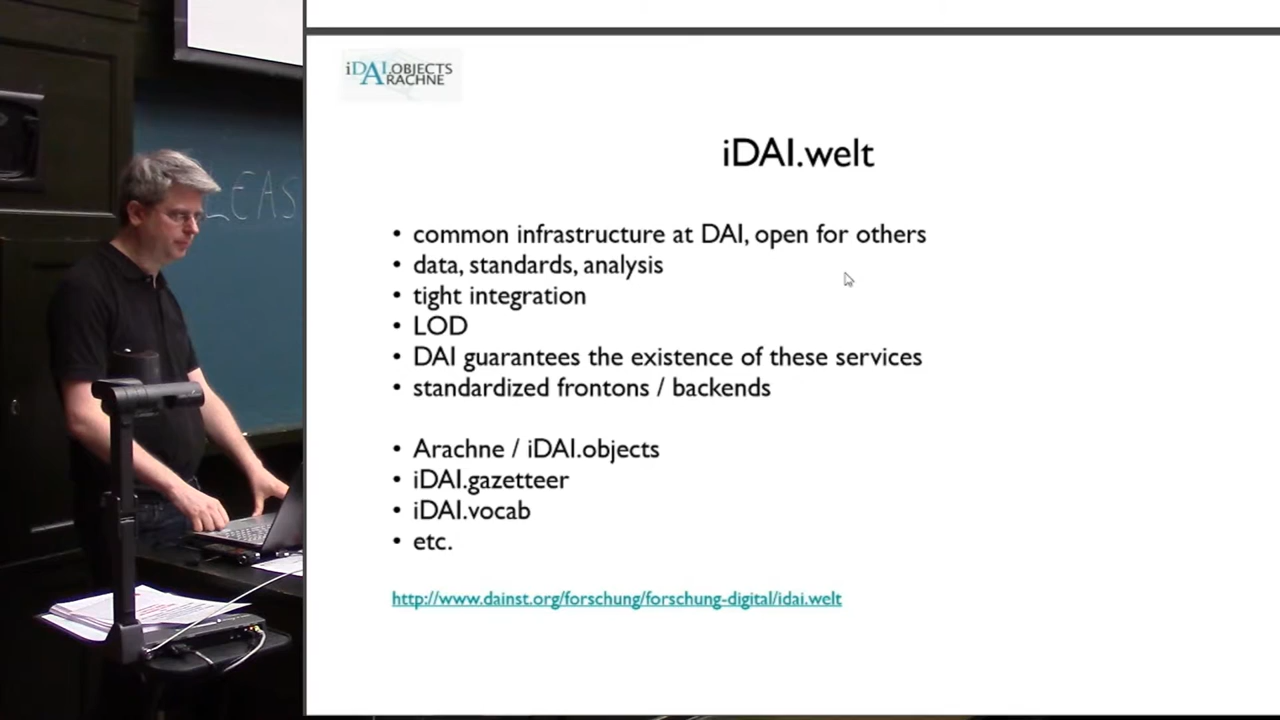 iDAI.OBJECTS
ARACHNE
iDAI.welt
• common infrastructure at DAI, open for others
• data, standards, analysis
• tight integration
• LOD
• DAI guarantees the existence of these services
• standardized frontons / backends
• Arachne / iDAI.objects
• iDAI.gazetteer
• iDAI.vocab
• etc.
http://www.dainst.org/forschung/forschung-digital/idai.welt
LEAS